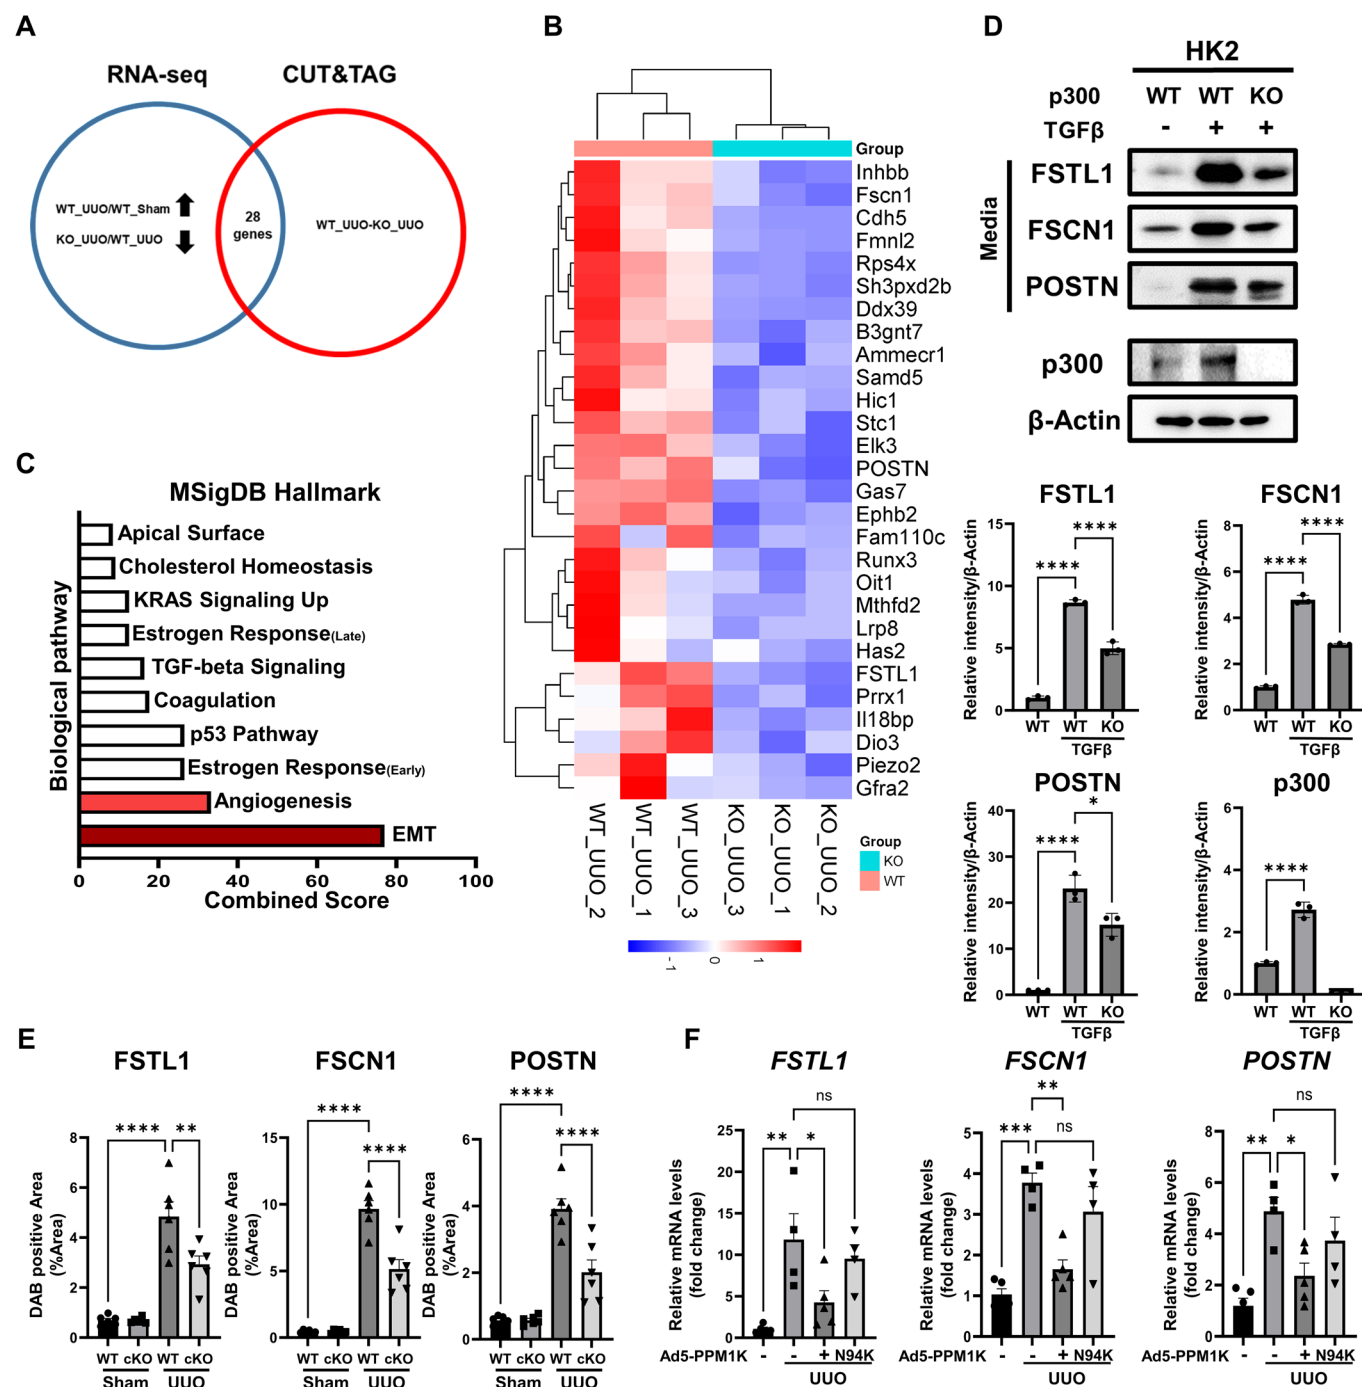 A
RNA-seq
CUT&TAG
WT_UUO/WT_Sham
KO_UUO/WT_UUO
28
genes
WT_UUO-KO_UUO
B
Group
Inhbb
Fscn1
Cdh5
Fmnl2
Rps4x
Sh3pxd2b
Ddx39
B3gnt7
Ammecr1
Samd5
Hic1
Stc1
Elk3
POSTN
Gas7
Ephb2
Fam110c
Runx3
Oit1
Mthfd2
Lrp8
Has2
FSTL1
Prrx1
Il18bp
Dio3
Piezo2
Gfra2
WT_UUO_2
WT_UUO_1
WT_UUO_3
KO_UUO_3
KO_UUO_1
KO_UUO_2
Group
KO
WT
-1
0
1
C
MSigDB Hallmark
Biological pathway
Apical Surface
Cholesterol Homeostasis
KRAS Signaling Up
Estrogen Response(Late)
TGF-beta Signaling
Coagulation
p53 Pathway
Estrogen Response(Early)
Angiogenesis
EMT
0 20 40 60 80 100
Combined Score
D
HK2
p300 WT WT KO
TGFβ - + +
Media
FSTL1
FSCN1
POSTN
p300
β-Actin
FSTL1
Relative intensity/β-Actin
15
10
5
0
****
****
WT WT KO
TGFβ
FSCN1
Relative intensity/β-Actin
8
6
4
2
0
****
****
WT WT KO
TGFβ
POSTN
Relative intensity/β-Actin
40
30
20
10
0
****
*
WT WT KO
TGFβ
p300
Relative intensity/β-Actin
6
4
2
0
****
WT WT KO
TGFβ
E
FSTL1
DAB positive Area
(%Area)
8
6
4
2
0
****
**
WT cKO WT cKO
Sham UUO
FSCN1
DAB positive Area
(%Area)
15
10
5
0
****
****
WT cKO WT cKO
Sham UUO
POSTN
DAB positive Area
(%Area)
6
4
2
0
****
****
WT cKO WT cKO
Sham UUO
F
FSTL1
Relative mRNA levels
(fold change)
25
20
15
10
5
0
ns
**
*
Ad5-PPM1K - - + N94K
UUO
FSCN1
Relative mRNA levels
(fold change)
5
4
3
2
1
0
**
***
ns
Ad5-PPM1K - - + N94K
UUO
POSTN
Relative mRNA levels
(fold change)
8
6
4
2
0
ns
**
*
Ad5-PPM1K - - + N94K
UUO